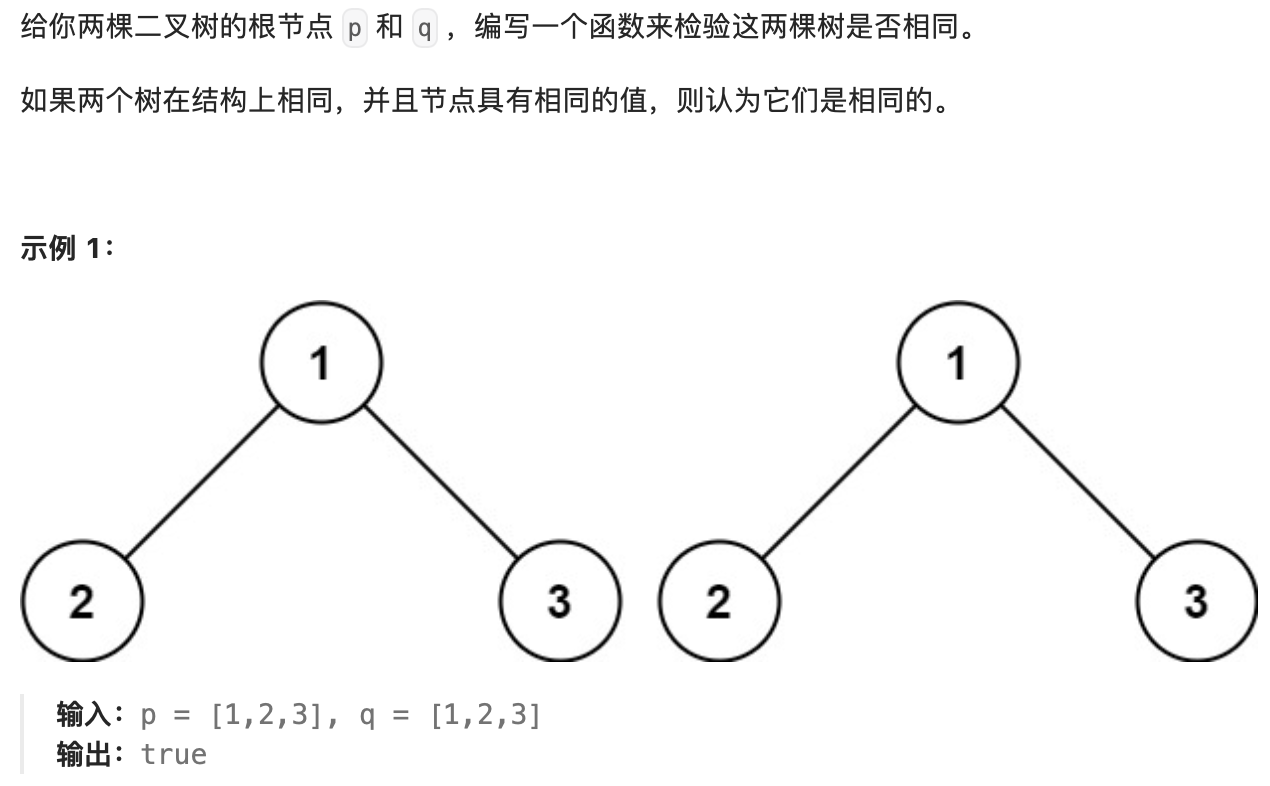 给你两棵二叉树的根节点 p 和 q ，编写一个函数来检验这两棵树是否相同。
如果两个树在结构上相同，并且节点具有相同的值，则认为它们是相同的。
示例 1：
1 1
2 3 2 3
输入：p = [1,2,3], q = [1,2,3]
输出：true